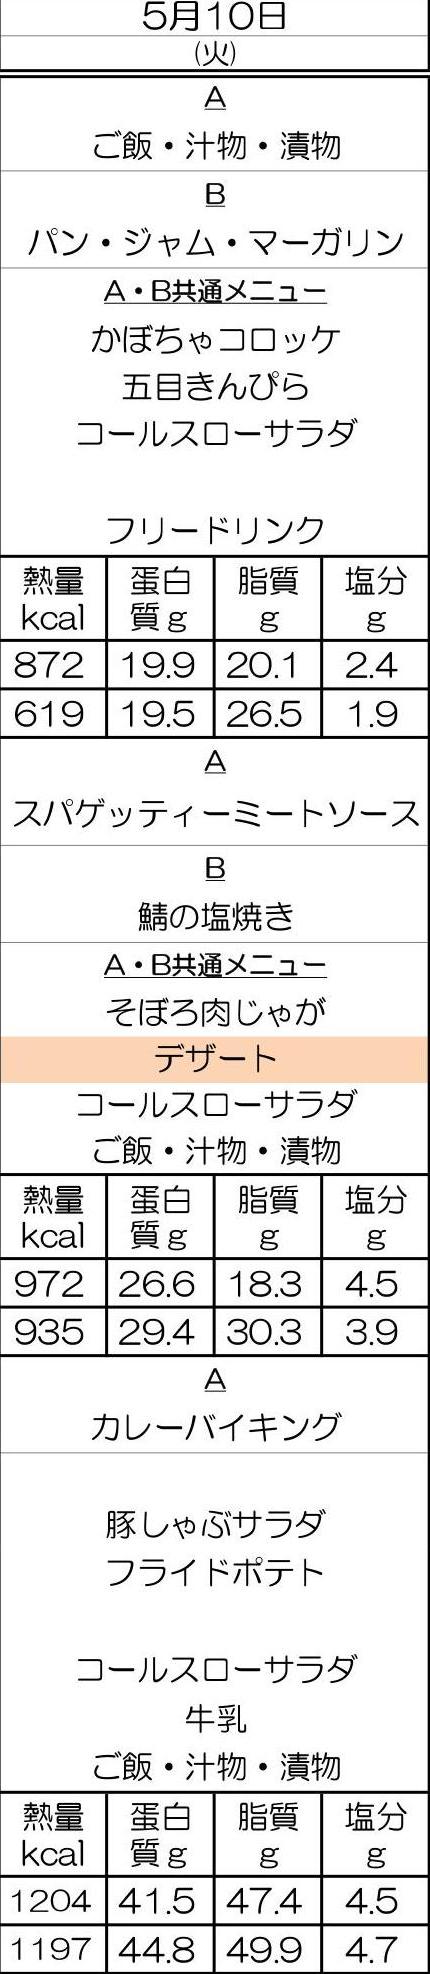 5月10日
(火)
A
ご飯・汁物・漬物
B
パン・ジャム・マーガリン
A・B共通メニュー
かぼちゃコロッケ
五目きんぴら
コールスローサラダ
フリードリンク
熱量 蛋白 脂質 塩分
kcal 質g g g
872 19.9 20.1 2.4
619 19.5 26.5 1.9
A
スパゲッティーミートソース
B
鯖の塩焼き
A・B共通メニュー
そぼろ肉じゃが
デザート
コールスローサラダ
ご飯・汁物・漬物
熱量 蛋白 脂質 塩分
kcal 質g g g
972 26.6 18.3 4.5
935 29.4 30.3 3.9
A
カレーバイキング
豚しゃぶサラダ
フライドポテト
コールスローサラダ
牛乳
ご飯・汁物・漬物
熱量 蛋白 脂質 塩分
kcal 質g g g
1204 41.5 47.4 4.5
1197 44.8 49.9 4.7